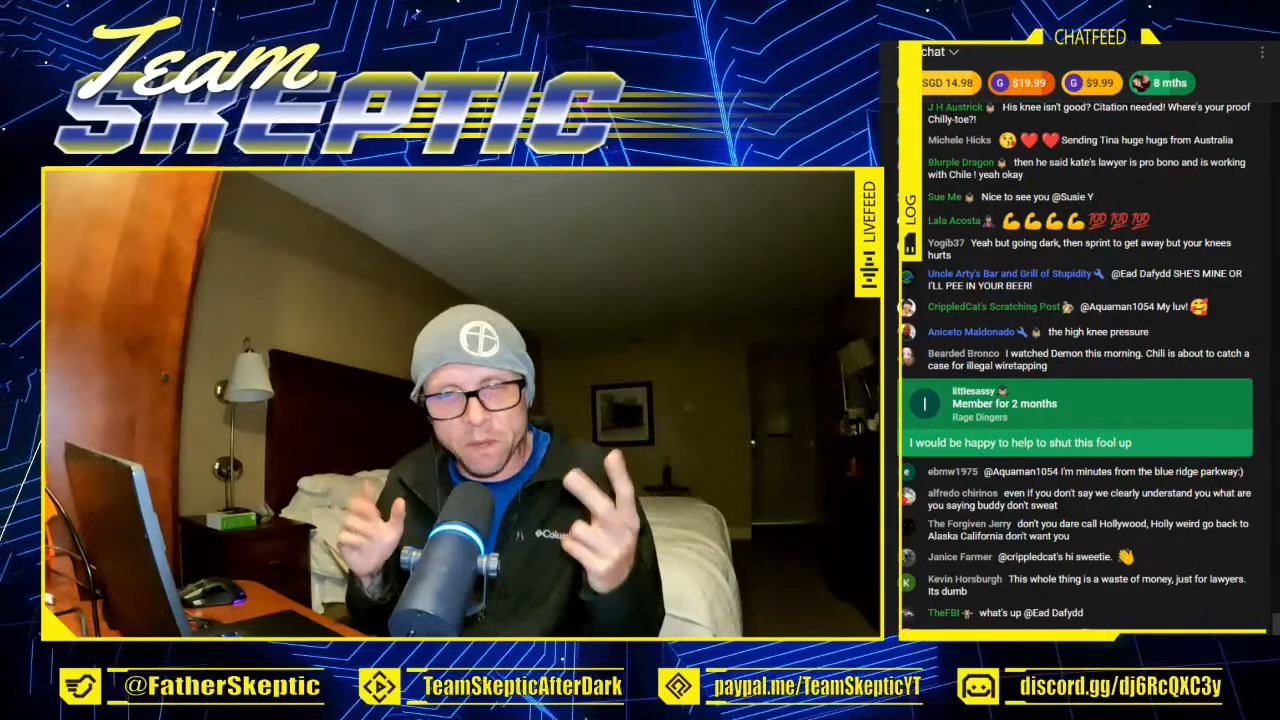 Team
SKEPTIC
CHATFEED
chat
SGD 14.98
G $19.99
G $9.99
8 mths
J H Austrick His knee isn't good? Citation needed! Where's your proof
Chilly-toe?!
Michele Hicks Sending Tina huge hugs from Australia
Blurple Dragon then he said kate's lawyer is pro bono and is working
with Chile ! yeah okay
Sue Me Nice to see you @Susie Y
Lala Acosta 💪💪💪💪💯💯💯
Yogib37 Yeah but going dark, then sprint to get away but your knees
hurts
Uncle Arty's Bar and Grill of Stupidity @Ead Dafydd SHE'S MINE OR
I'LL PEE IN YOUR BEER!
CrippledCat's Scratching Post @Aquaman1054 My luv!
Aniceto Maldonado the high knee pressure
Bearded Bronco I watched Demon this morning. Chili is about to catch a
case for illegal wiretapping
l
littlesassy
Member for 2 months
Rage Dingers
I would be happy to help to shut this fool up
e ebmw1975 @Aquaman1054 I'm minutes from the blue ridge parkway:)
alfredo chirinos even if you don't say we clearly understand you what are
you saying buddy don't sweat
The Forgiven Jerry don't you dare call Hollywood, Holly weird go back to
Alaska California don't want you
Janice Farmer @crippledcat's hi sweetie.
K Kevin Horsburgh This whole thing is a waste of money, just for lawyers.
Its dumb
TheFBI what's up @Ead Dafydd
LIVEFEED
LOG
Columbia
@FatherSkeptic
TeamSkepticAfterDark
paypal.me/TeamSkepticYT
discord.gg/dj6RcQXC3y